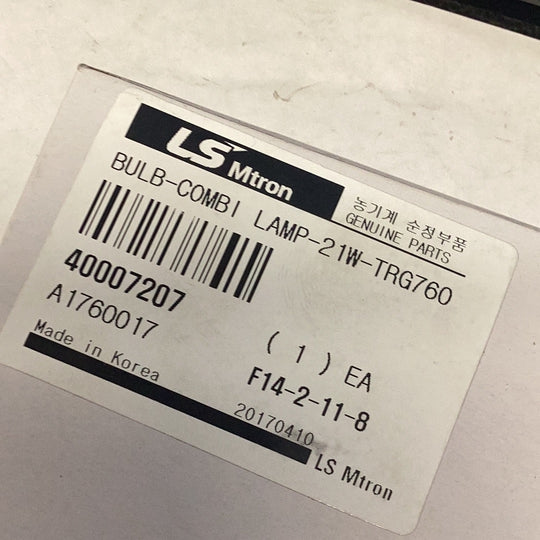 LS Mtron
농기계 순정부품
GENUINE PARTS
BULB-COMBI LAMP-21W-TRG760
40007207
A1760017
( 1 ) EA
Made in Korea
F14-2-11-8
20170410
LS Mtron